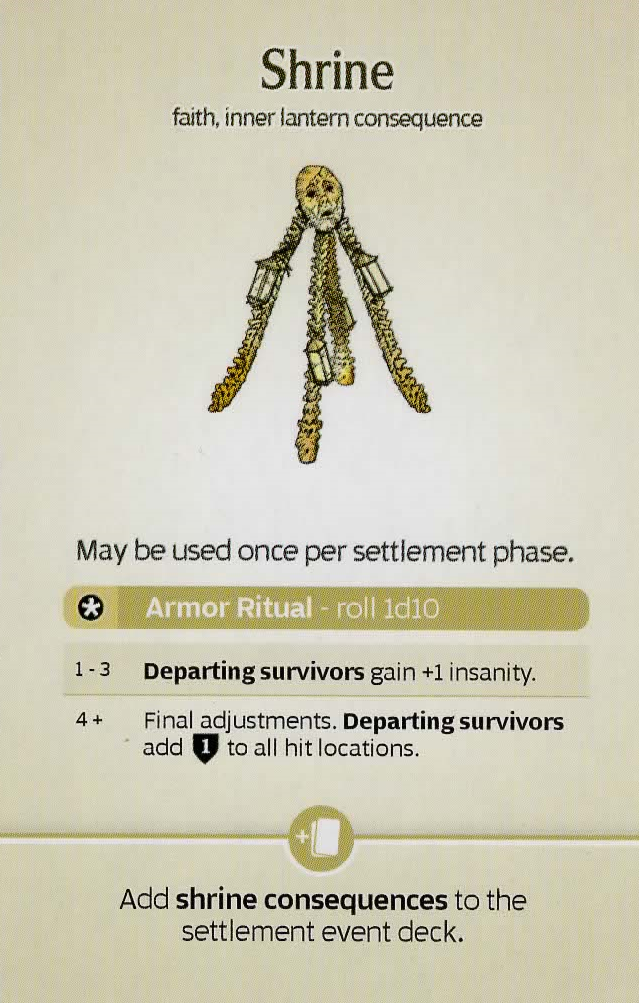 Shrine
faith, inner lantern consequence
May be used once per settlement phase.
Armor Ritual - roll 1d10
1 - 3 Departing survivors gain +1 insanity.
4 + Final adjustments. Departing survivors
add 1 to all hit locations.
+
Add shrine consequences to the
settlement event deck.